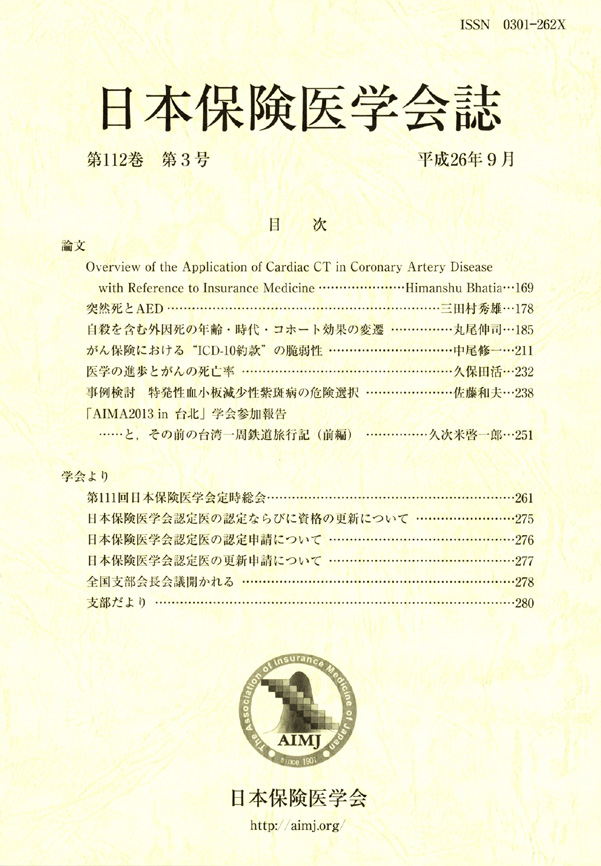 ISSN 0301-262X
日本保険医学会誌
第112巻 第3号 平成26年9月
目 次
論文
Overview of the Application of Cardiac CT in Coronary Artery Disease
with Reference to Insurance Medicine…………………Himanshu Bhatia…169
突然死とAED……………………………………………………三田村秀雄…178
自殺を含む外因死の年齢・時代・コホート効果の変遷……………丸尾伸司…185
がん保険における“ICD-10約款”の脆弱性………………………中尾修一…211
医学の進歩とがんの死亡率…………………………………………久保田活…232
事例検討 特発性血小板減少性紫斑病の危険選択…………………佐藤和夫…238
「AIMA2013 in 台北」学会参加報告
……と，その前の台湾一周鉄道旅行記（前編）……………久次米啓一郎…251
学会より
第111回日本保険医学会定時総会……………………………………………261
日本保険医学会認定医の認定ならびに資格の更新について…………………275
日本保険医学会認定医の認定申請について…………………………………276
日本保険医学会認定医の更新申請について…………………………………277
全国支部会長会議開かれる……………………………………………………278
支部だより………………………………………………………………………280
The Association of Insurance Medicine of Japan
AIMJ
since 1901
日本保険医学会
http://aimj.org/